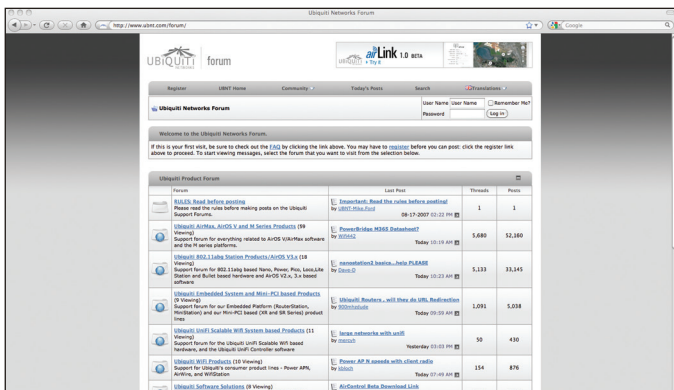 Ubiquiti Networks Forum
http://www.ubnt.com/forum/
Google
UBIQUITI
NETWORKS
forum
UBIQUITI
airLink 1.0 BETA
Try it
Register UBNT Home Community Today's Posts Search Translations
Ubiquiti Networks Forum
User Name User Name Remember Me?
Password Log in
Welcome to the Ubiquiti Networks Forum.
If this is your first visit, be sure to check out the FAQ by clicking the link above. You may have to register before you can post: click the register link
above to proceed. To start viewing messages, select the forum that you want to visit from the selection below.
Ubiquiti Product Forum
Forum Last Post Threads Posts
RULES: Read before posting
Please read the rules before making posts on the Ubiquiti
Support Forums.
Important: Read the rules before posting!
by UBNT-Mike.Ford
08-17-2007 02:22 PM
1 1
Ubiquiti AirMax, AirOS V and M Series Products (59
Viewing)
Support forum for everything related to AirOS V/AirMax software
and the M series platforms.
PowerBridge M365 Datasheet?
by Wifi442
Today 10:19 AM
5,680 52,180
Ubiquiti 802.11abg Station Products/AirOS V3.x (18
Viewing)
Support forum for 802.11abg based Nano, Power, Pico, Loco,Lite
Station and Bullet based hardware and AirOS V2.x, 3.x based
software
nanostation2 basics...help PLEASE
by Dave-D
Today 10:23 AM
5,133 33,145
Ubiquiti Embedded System and Mini-PCI based Products
(9 Viewing)
Support forum for our Embedded Platform (RouterStation,
MiniStation) and our Mini-PCI based (XR and SR Series) product
lines
Ubiquiti Routers , will they do URL Redirection
by 900mhzdude
Today 09:59 AM
1,091 5,038
Ubiquiti UniFi Scalable Wifi System based Products (11
Viewing)
Support forum for the Ubiquiti UniFi Scalable Wifi based
hardware, and the Ubiquiti UniFi Controller software
large networks with unifi
by mercyh
Yesterday 03:03 PM
50 430
Ubiquiti WiFi Products (10 Viewing)
Support for Ubiquiti's consumer product lines - Power APN,
AirWire, and WifiStation
Power AP N speeds with client radio
by kbloch
Today 07:49 AM
154 876
Ubiquiti Software Solutions (8 Viewing)
AirControl Beta Download Link